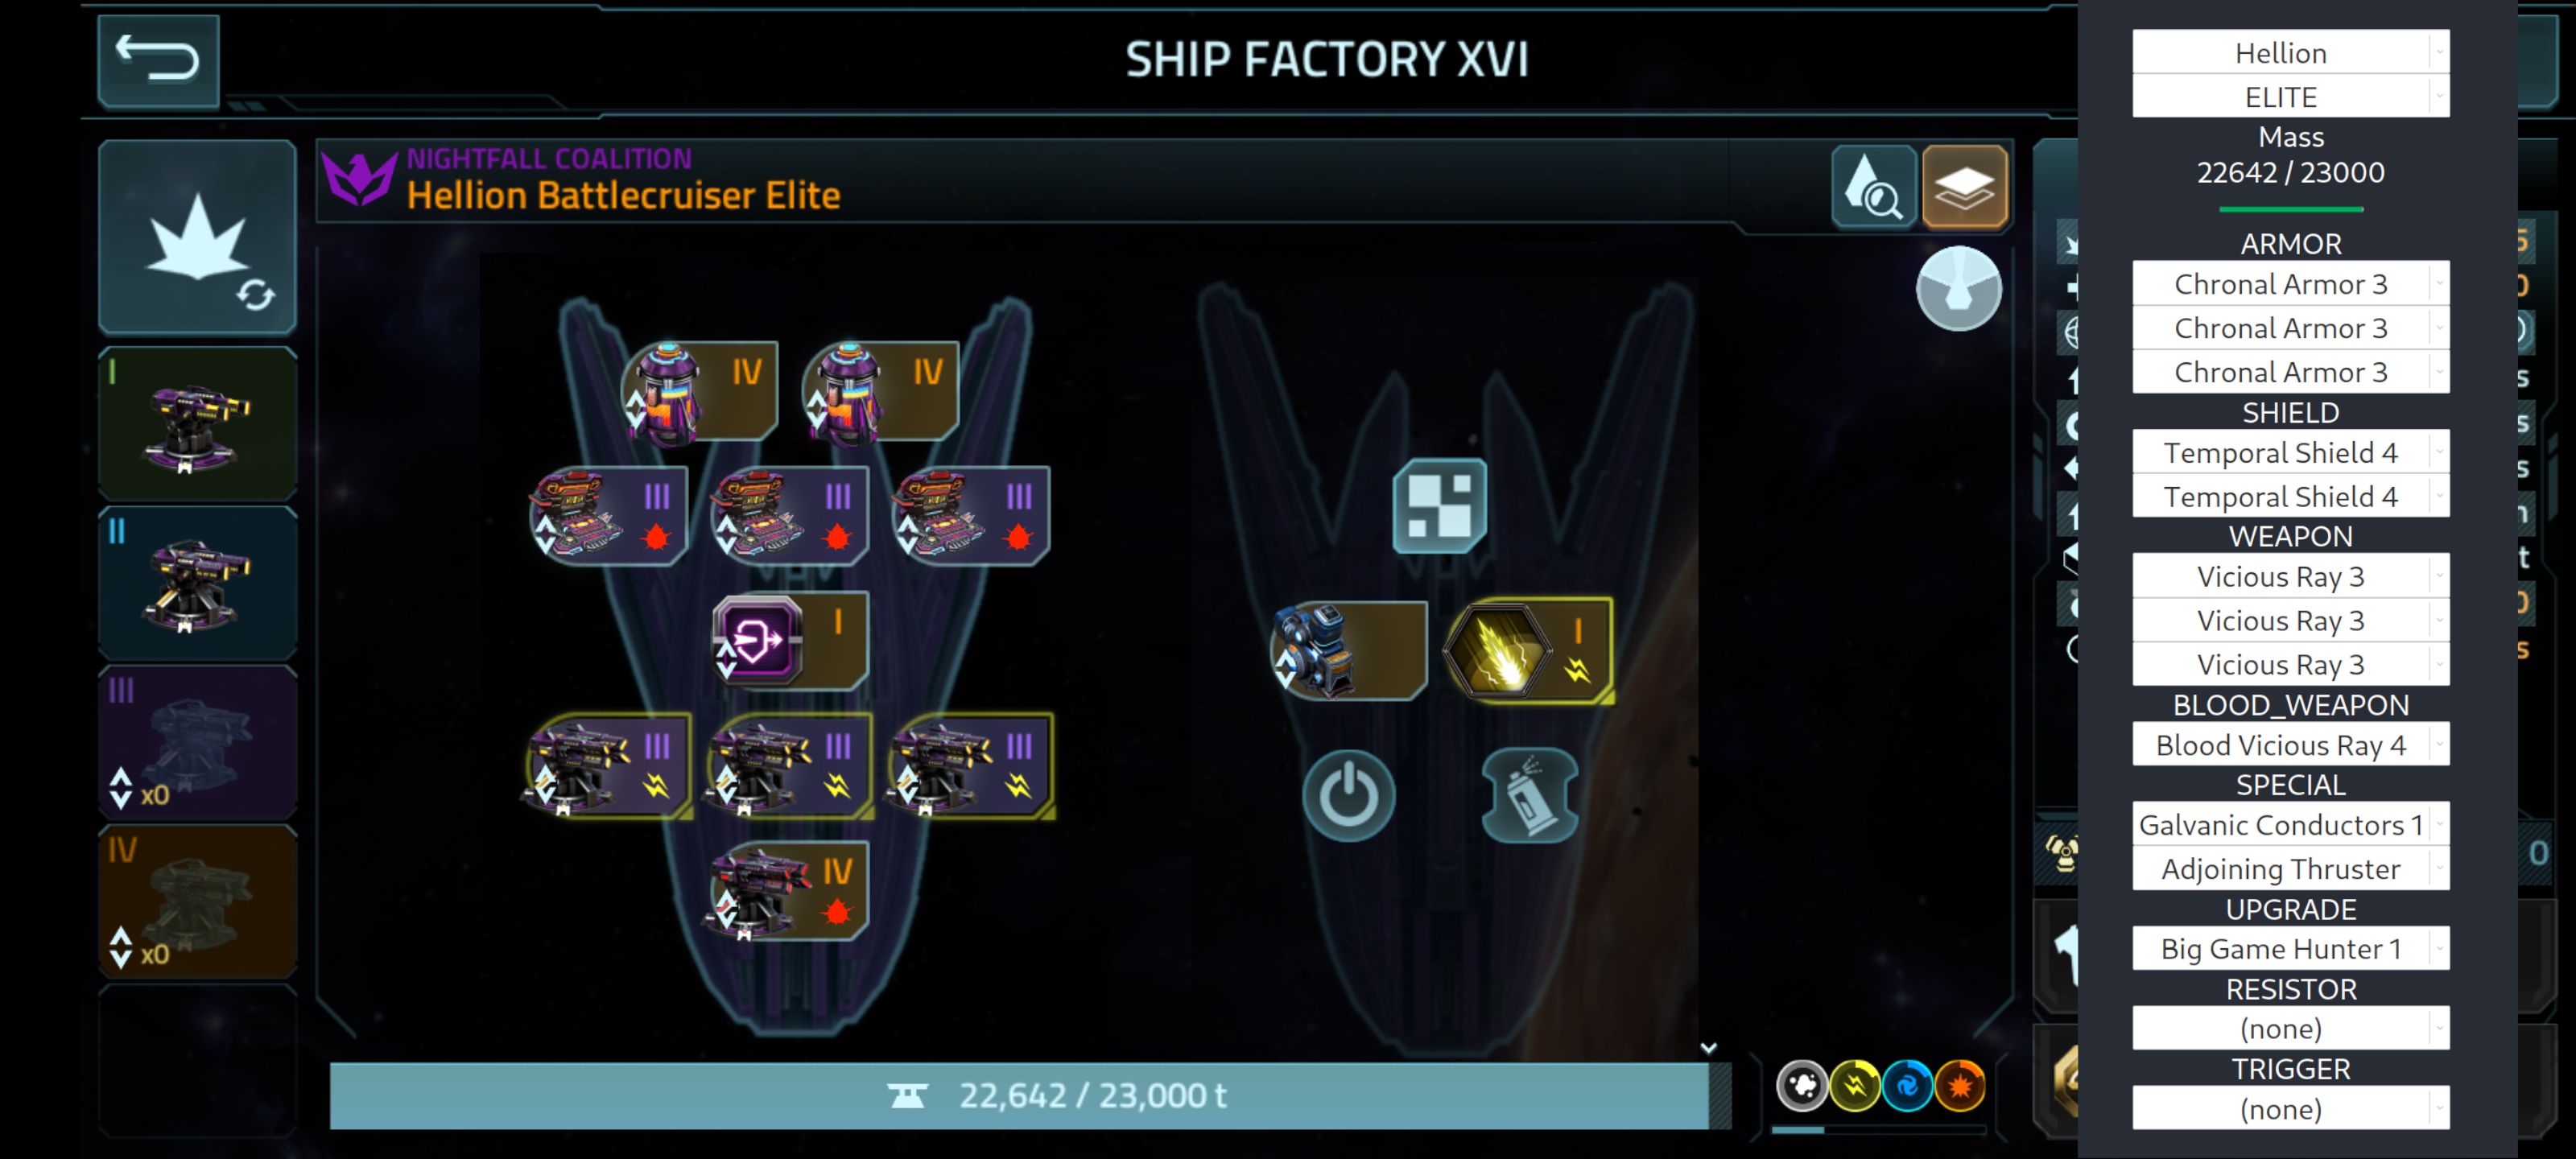 SHIP FACTORY XVI
NIGHTFALL COALITION
Hellion Battlecruiser Elite
I
II
III
x0
IV
x0
IV
IV
III
III
III
I
III
III
III
IV
I
22,642 / 23,000 t
5
0
s
s
s
t
0
s
0
Hellion
ELITE
Mass
22642 / 23000
ARMOR
Chronal Armor 3
Chronal Armor 3
Chronal Armor 3
SHIELD
Temporal Shield 4
Temporal Shield 4
WEAPON
Vicious Ray 3
Vicious Ray 3
Vicious Ray 3
BLOOD_WEAPON
Blood Vicious Ray 4
SPECIAL
Galvanic Conductors 1
Adjoining Thruster
UPGRADE
Big Game Hunter 1
RESISTOR
(none)
TRIGGER
(none)